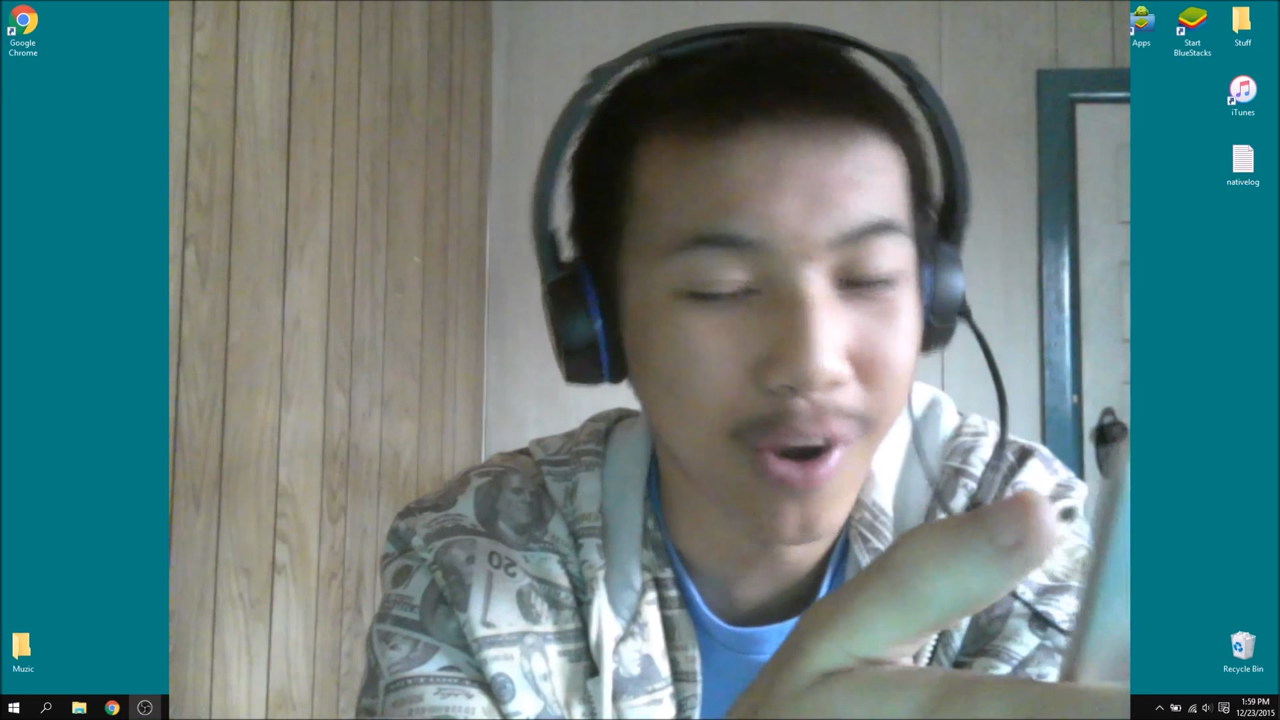 Google
Chrome
Apps
Start
BlueStacks
Stuff
iTunes
nativelog
20
Muzic
Recycle Bin
1:59 PM
12/23/2015